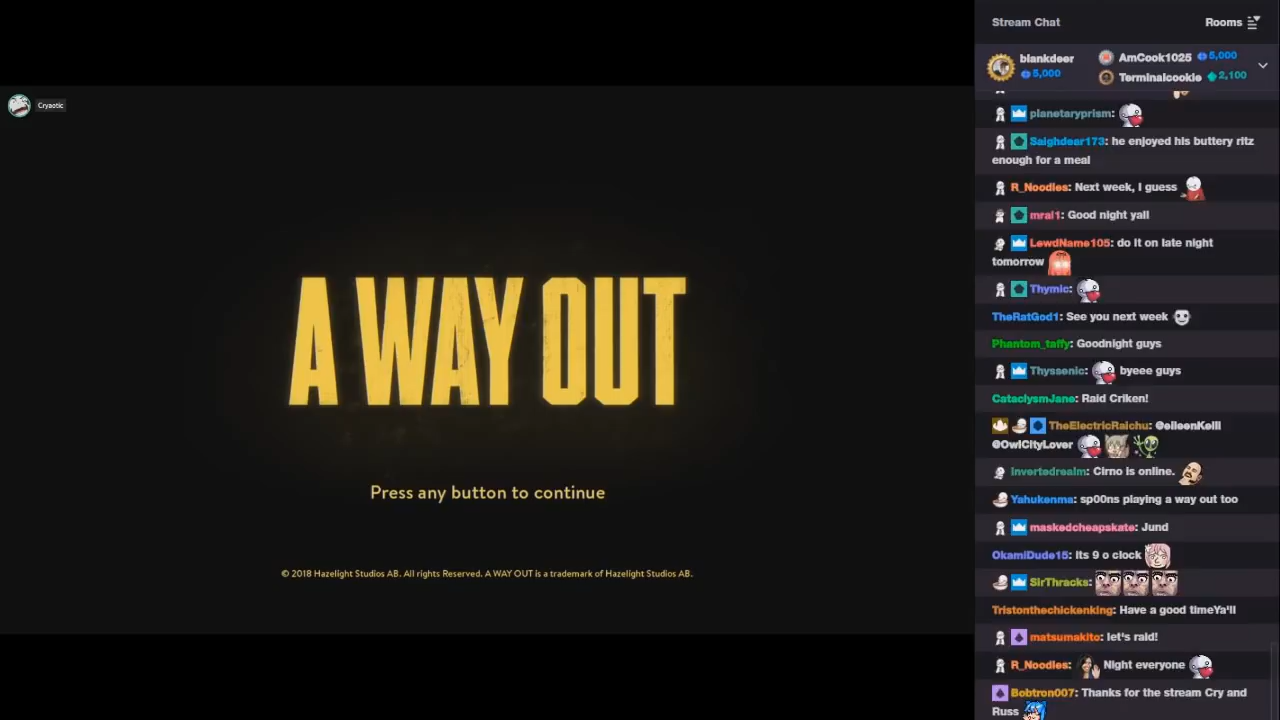 Cryaotic
A WAY OUT
Press any button to continue
© 2018 Hazelight Studios AB. All rights Reserved. A WAY OUT is a trademark of Hazelight Studios AB.
Stream Chat
Rooms
blankdeer
5,000
AmCook1025 5,000
Terminalcookie 2,100
planetaryprism:
Saighdear173: he enjoyed his buttery ritz
enough for a meal
R_Noodles: Next week, I guess
mral1: Good night yall
LewdName105: do it on late night
tomorrow
Thymic:
TheRatGod1: See you next week
Phantom_taffy: Goodnight guys
Thyssenic: byeee guys
CataclysmJane: Raid Criken!
TheElectricRaichu: @eileenKelli
@OwlCityLover
invertedrealm: Cirno is online.
Yahukenma: sp00ns playing a way out too
maskedcheapskate: Jund
OkamiDude15: its 9 o clock
SirThracks:
Tristonthechickenking: Have a good timeYa'll
matsumakito: let's raid!
R_Noodles: Night everyone
Bobtron007: Thanks for the stream Cry and
Russ